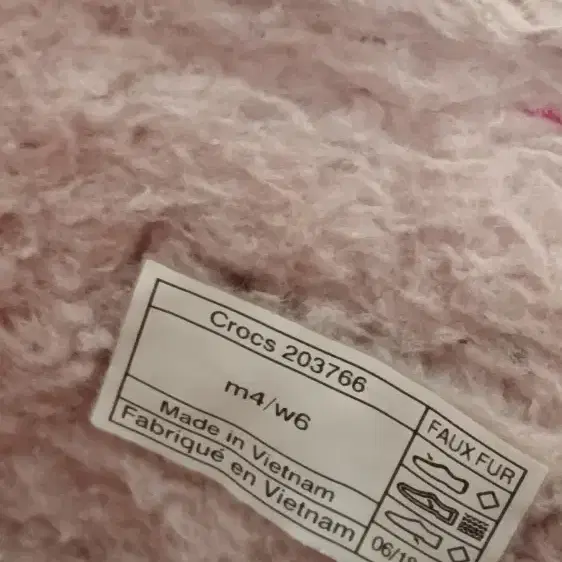 Crocs 203766
m4/w6
Made in Vietnam
Fabriqué en Vietnam
FAUX FUR